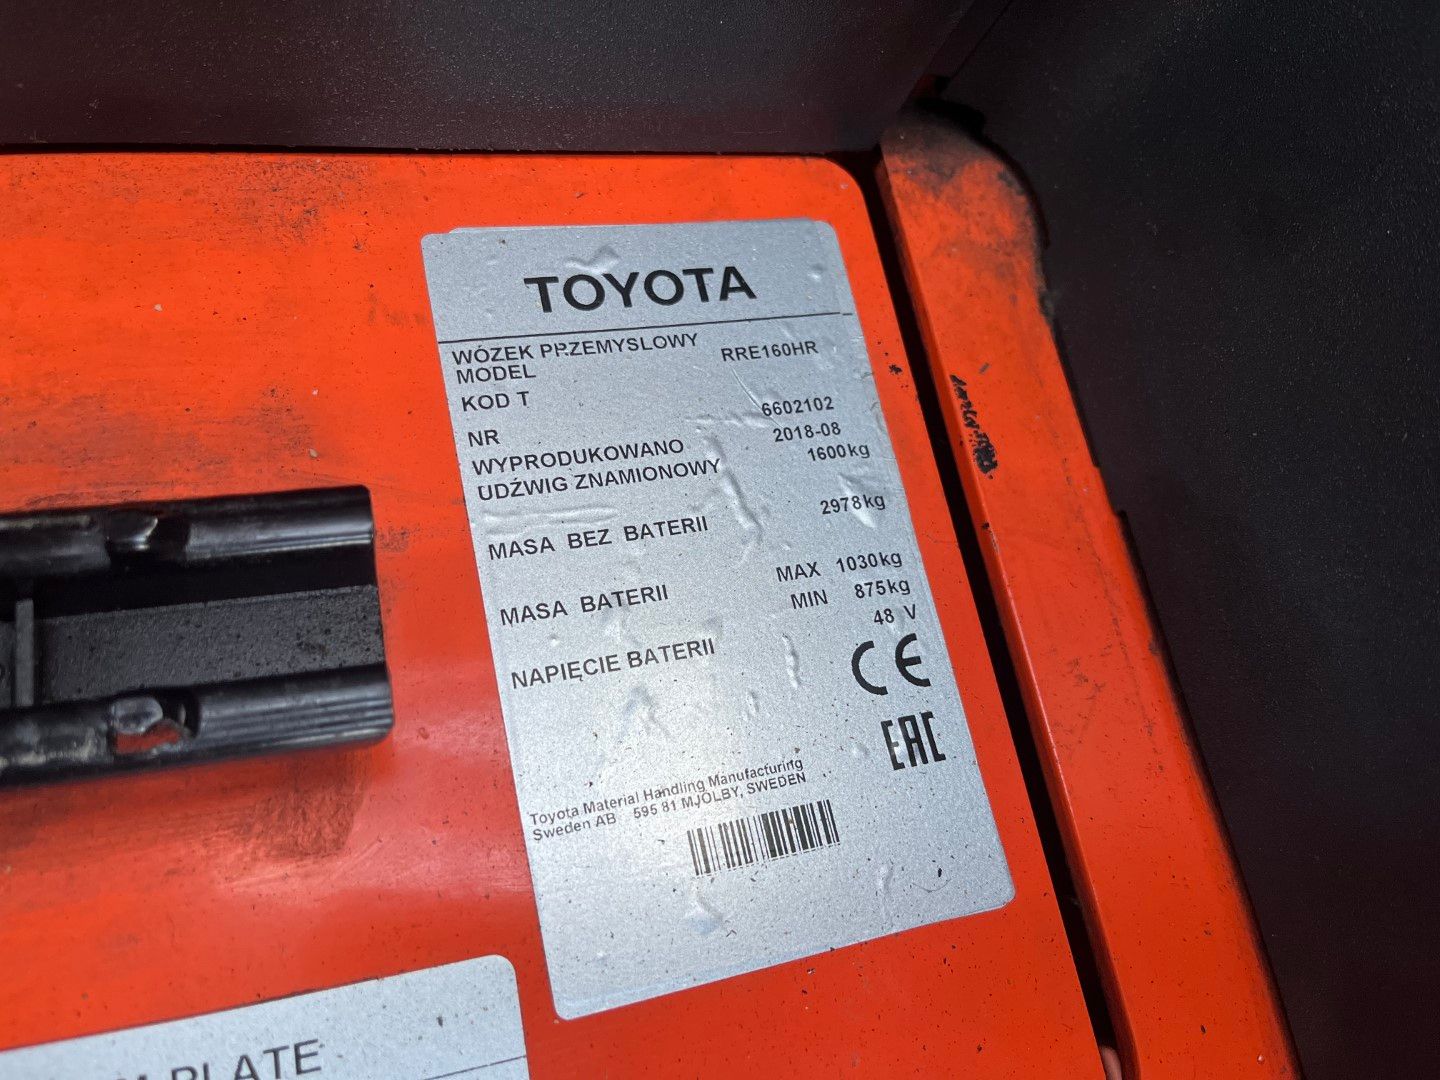 TOYOTA
WÓZEK PRZEMYSLOWY
MODEL RRE160HR
KOD T
NR 6602102
WYPRODUKOWANO 2018-08
UDŹWIG ZNAMIONOWY 1600kg
MASA BEZ BATERII 2978kg
MASA BATERII MAX 1030kg
MIN 875kg
NAPIĘCIE BATERII 48 V
CE
EAC
Toyota Material Handling Manufacturing
Sweden AB 595 81 MJÖLBY, SWEDEN
PLATE